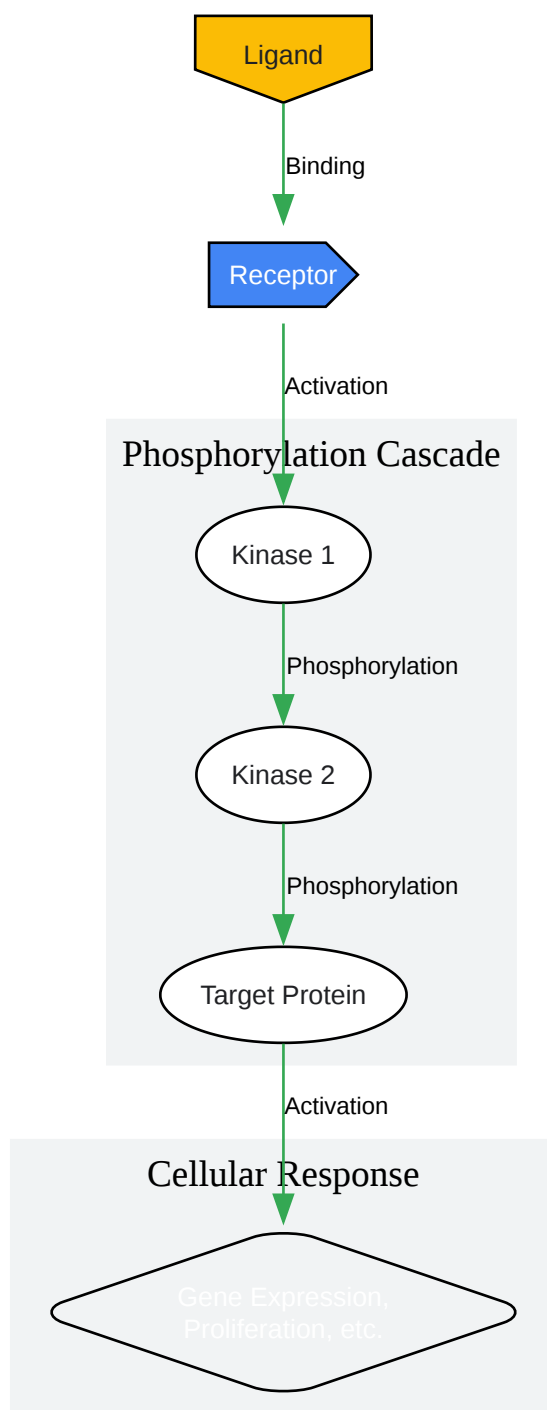 Ligand
Binding
Receptor
Activation
Phosphorylation Cascade
Kinase 1
Phosphorylation
Kinase 2
Phosphorylation
Target Protein
Activation
Cellular Response
Gene Expression,
Proliferation, etc.